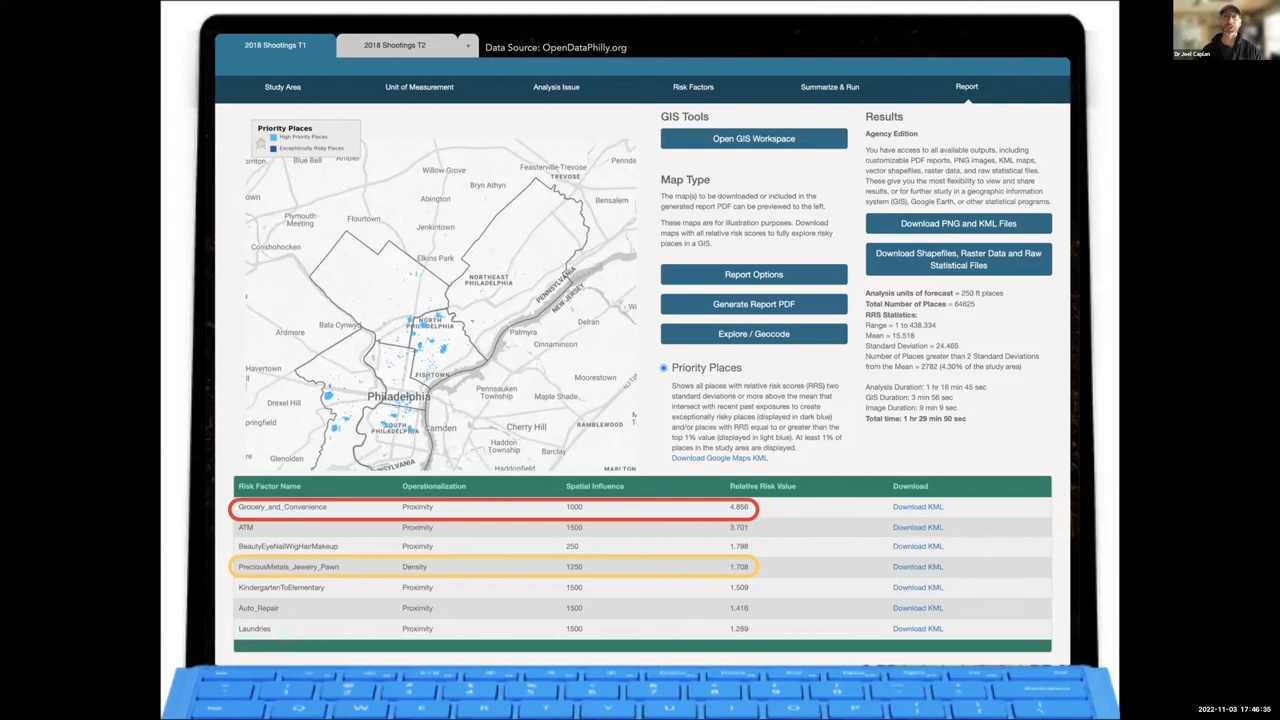 2018 Shootings T1
2018 Shootings T2
+
Data Source: OpenDataPhilly.org
Dr Joel Caplan
Study Area
Unit of Measurement
Analysis Issue
Risk Factors
Summarize & Run
Report
Priority Places
High Priority Places
Exceptionally Risky Places
Blue Bell
Ambler
Willow Grove
Feasterville-Trevose
TREVOSE
Bryn Athyn
Abington
Bensalem
Plymouth
Meeting
Flourtown
Jenkintown
Conshohocken
Elkins Park
NORTHEAST
PHILADELPHIA
PENNSYLVANIA
NEW JERSEY
Bala Cynwyd
NORTH
PHILADELPHIA
Delran
Ardmore
Palmyra
Cinnaminson
Havertown
FISHTOWN
Moorestown
Pennsauken
Township
Maple Shade
Drexel Hill
Philadelphia
SOUTH
PHILADELPHIA
Camden
Cherry Hill
RAMBLEWOOD
Haddon
Township
Barclay
Glenolden
PENNSYLVANIA
Haddonfield
MARLTON
GIS Tools
Open GIS Workspace
Map Type
The map(s) to be downloaded or included in the
generated report PDF can be previewed to the left.
These maps are for illustration purposes. Download
maps with all relative risk scores to fully explore risky
places in a GIS.
Report Options
Generate Report PDF
Explore / Geocode
Priority Places
Shows all places with relative risk scores (RRS) two
standard deviations or more above the mean that
intersect with recent past exposures to create
exceptionally risky places (displayed in dark blue)
and/or places with RRS equal to or greater than the
top 1% value (displayed in light blue). At least 1% of
places in the study area are displayed.
Download Google Maps KML
Results
Agency Edition
You have access to all available outputs, including
customizable PDF reports, PNG images, KML maps,
vector shapefiles, raster data, and raw statistical files.
These give you the most flexibility to view and share
results, or for further study in a geographic information
system (GIS), Google Earth, or other statistical programs.
Download PNG and KML Files
Download Shapefiles, Raster Data and Raw
Statistical Files
Analysis units of forecast = 250 ft places
Total Number of Places = 64625
RRS Statistics:
Range = 1 to 438.334
Mean = 15.518
Standard Deviation = 24.465
Number of Places greater than 2 Standard Deviations
from the Mean = 2782 (4.30% of the study area)
Analysis Duration: 1 hr 16 min 45 sec
GIS Duration: 3 min 56 sec
Image Duration: 9 min 9 sec
Total time: 1 hr 29 min 50 sec
Risk Factor Name Operationalization Spatial Influence Relative Risk Value Download
Grocery_and_Convenience Proximity 1000 4.856 Download KML
ATM Proximity 1500 3.701 Download KML
BeautyEyeNailWigHairMakeup Proximity 250 1.798 Download KML
PreciousMetals_Jewelry_Pawn Density 1250 1.708 Download KML
KindergartenToElementary Proximity 1500 1.509 Download KML
Auto_Repair Proximity 1500 1.416 Download KML
Laundries Proximity 1500 1.289 Download KML
2022-11-03 17:46:35